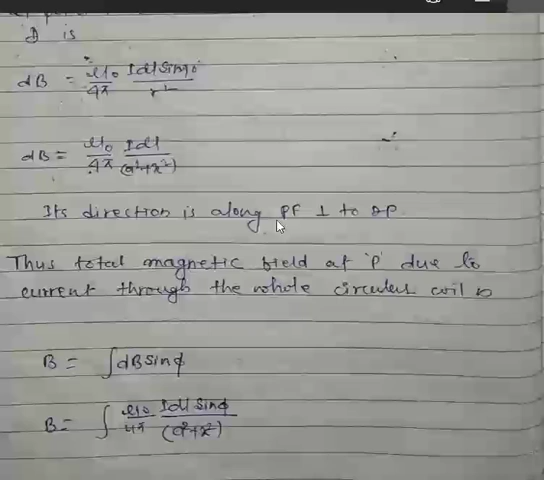 D is
dB = μ₀/4π Idl sin90°/r²
dB = μ₀/4π Idl/(a²+x²)
Its direction is along PF ⊥ to DP
Thus total magnetic field at 'P' due to
current through the whole circular coil is
B = ∫dB sinφ
B = ∫ μ₀/4π Idl sinφ/(a²+x²)